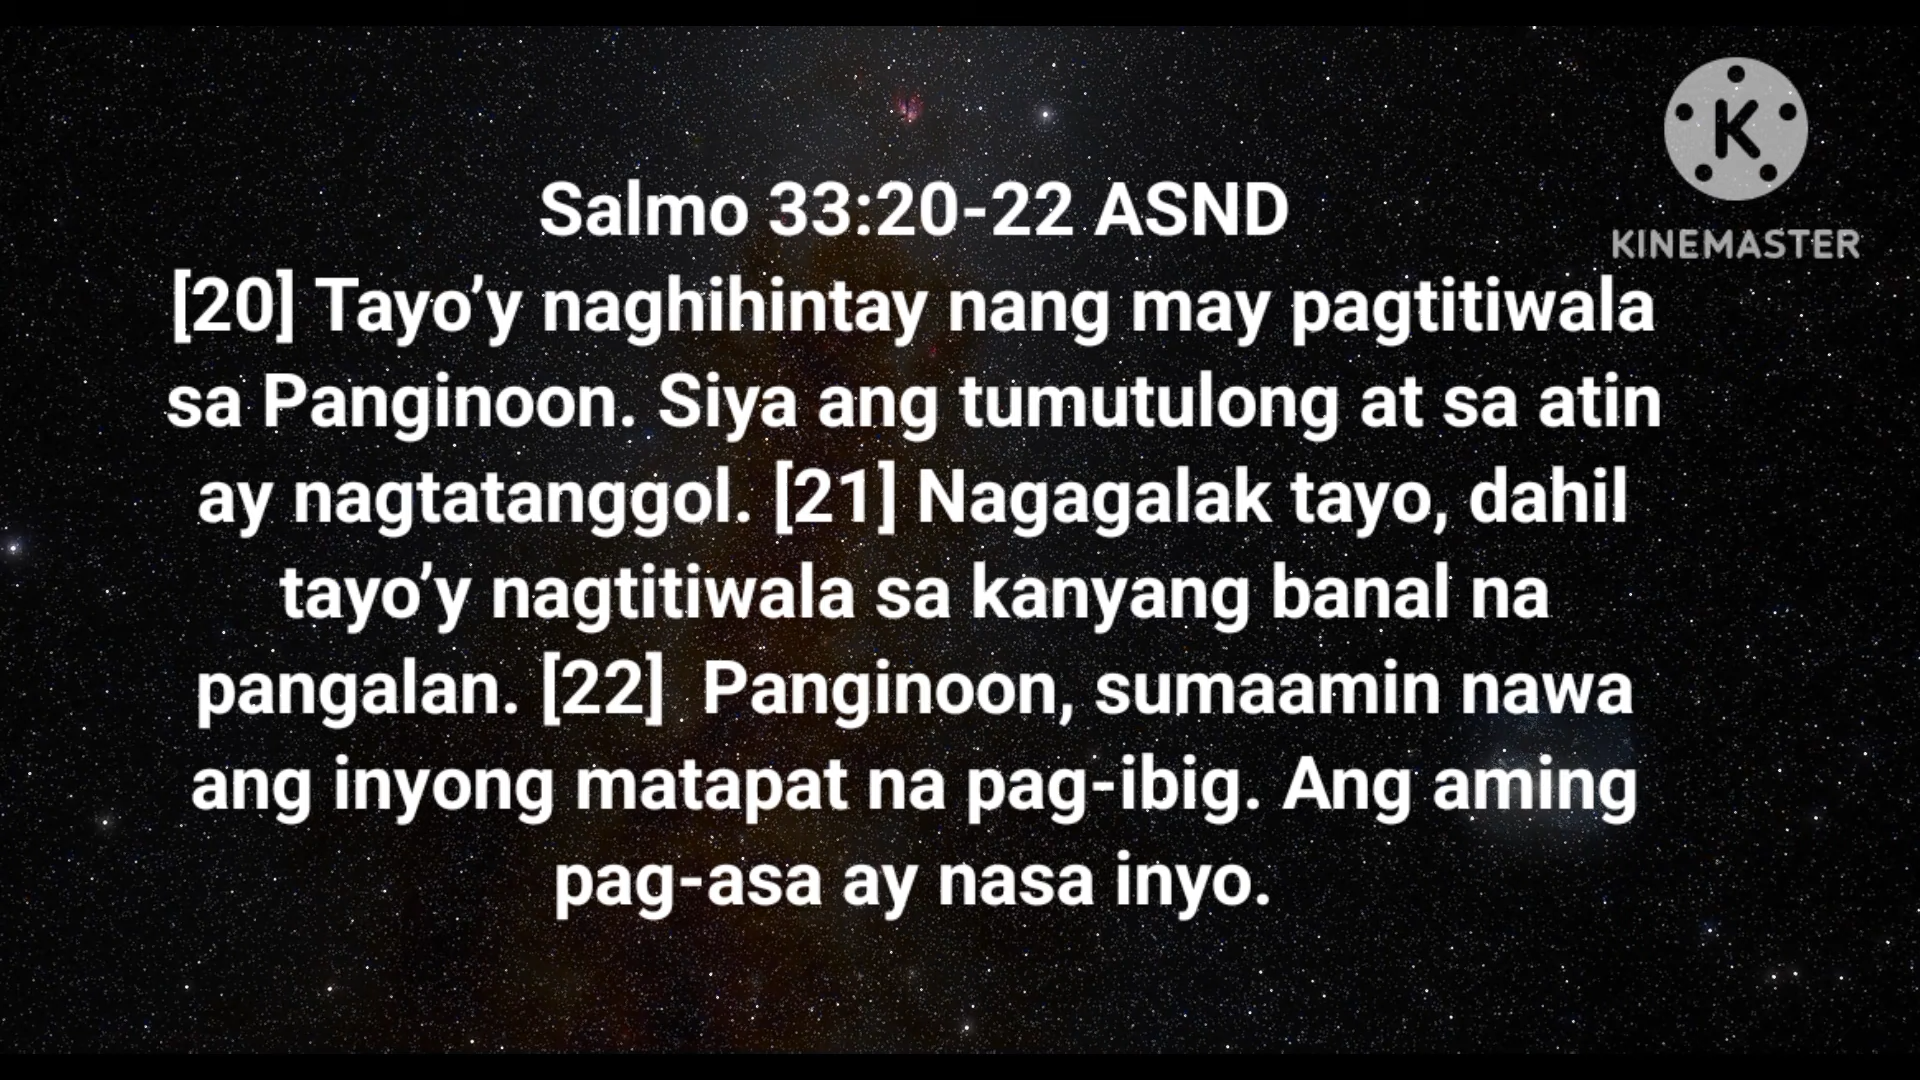 Salmo 33:20-22 ASND
[20] Tayo’y naghihintay nang may pagtitiwala
sa Panginoon. Siya ang tumutulong at sa atin
ay nagtatanggol. [21] Nagagalak tayo, dahil
tayo’y nagtitiwala sa kanyang banal na
pangalan. [22]  Panginoon, sumaamin nawa
ang inyong matapat na pag-ibig. Ang aming
pag-asa ay nasa inyo.
K
KINEMASTER